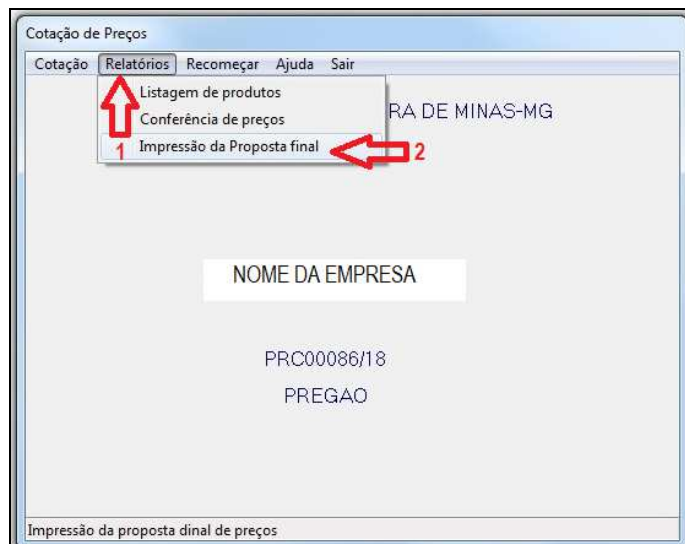 Cotação de Preços
Cotação Relatórios Recomeçar Ajuda Sair
Listagem de produtos
RA DE MINAS-MG
Conferência de preços
1 Impressão da Proposta final 2
NOME DA EMPRESA
PRC00086/18
PREGAO
Impressão da proposta dinal de preços